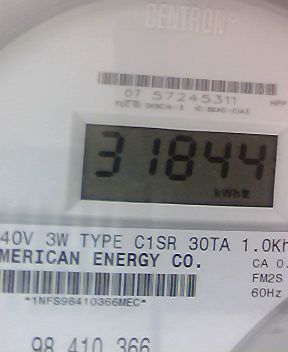 CENTRON®
07 57245311
31844
kWh
40V 3W TYPE C1SR 30TA 1.0Kh
MERICAN ENERGY CO.
CA 0.
FM2S
60Hz
*1NFS98410366MEC*
98 410 366